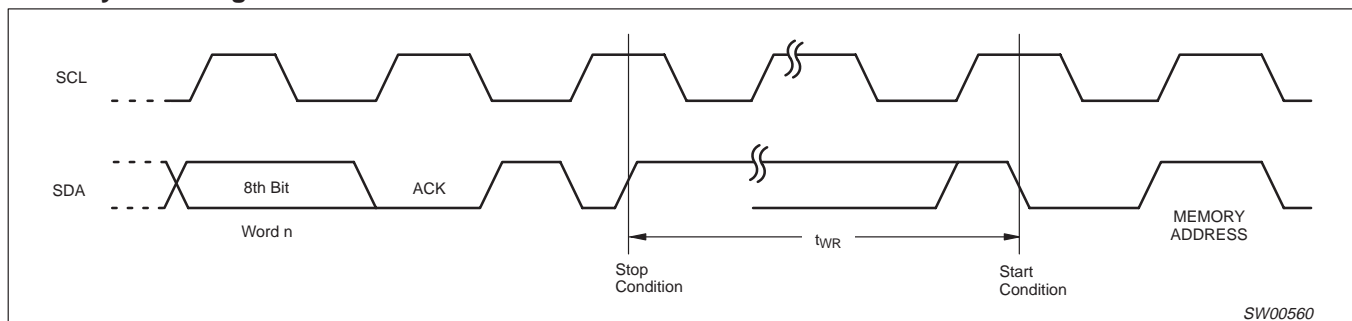 SCL
SDA
8th Bit
ACK
Word n
tWR
MEMORY
ADDRESS
Stop
Condition
Start
Condition
SW00560